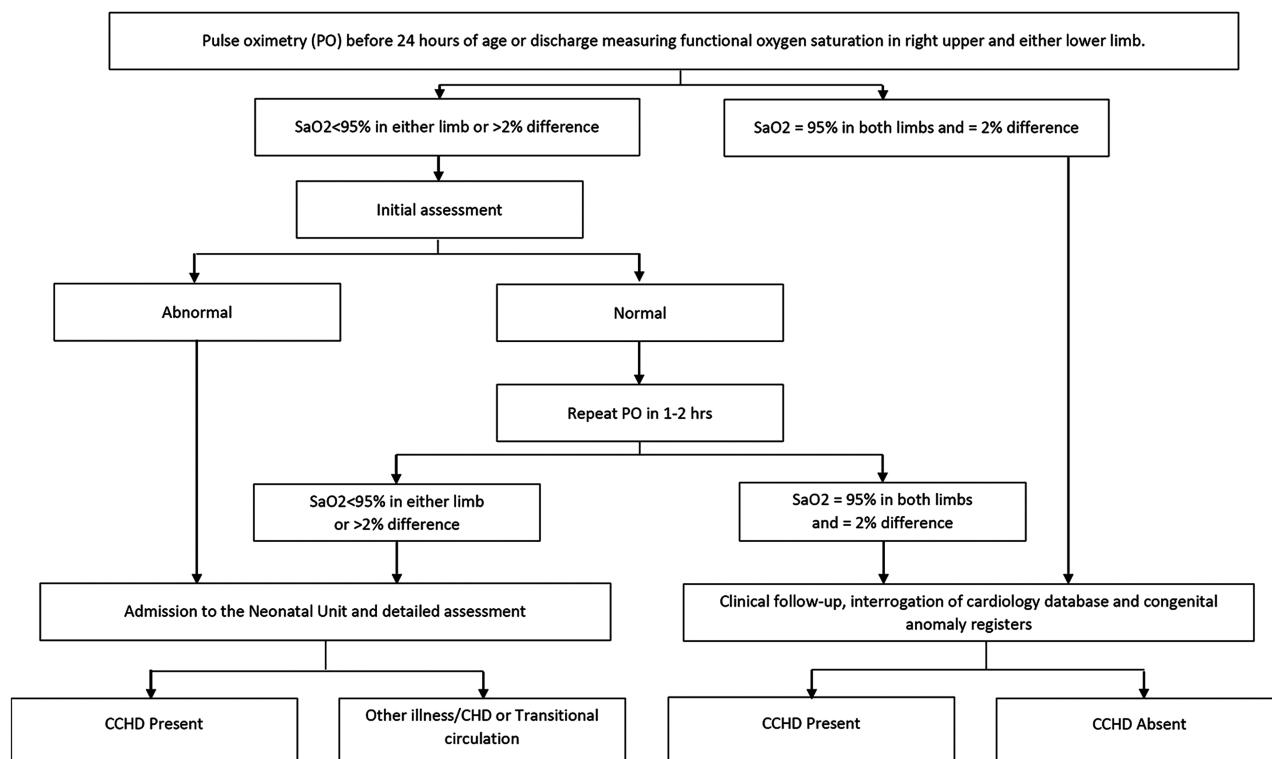 Pulse oximetry (PO) before 24 hours of age or discharge measuring functional oxygen saturation in right upper and either lower limb.
SaO2<95% in either limb or >2% difference
SaO2 = 95% in both limbs and = 2% difference
Initial assessment
Abnormal
Normal
Repeat PO in 1-2 hrs
SaO2<95% in either limb
or >2% difference
SaO2 = 95% in both limbs
and = 2% difference
Admission to the Neonatal Unit and detailed assessment
Clinical follow-up, interrogation of cardiology database and congenital
anomaly registers
CCHD Present
Other illness/CHD or Transitional
circulation
CCHD Present
CCHD Absent